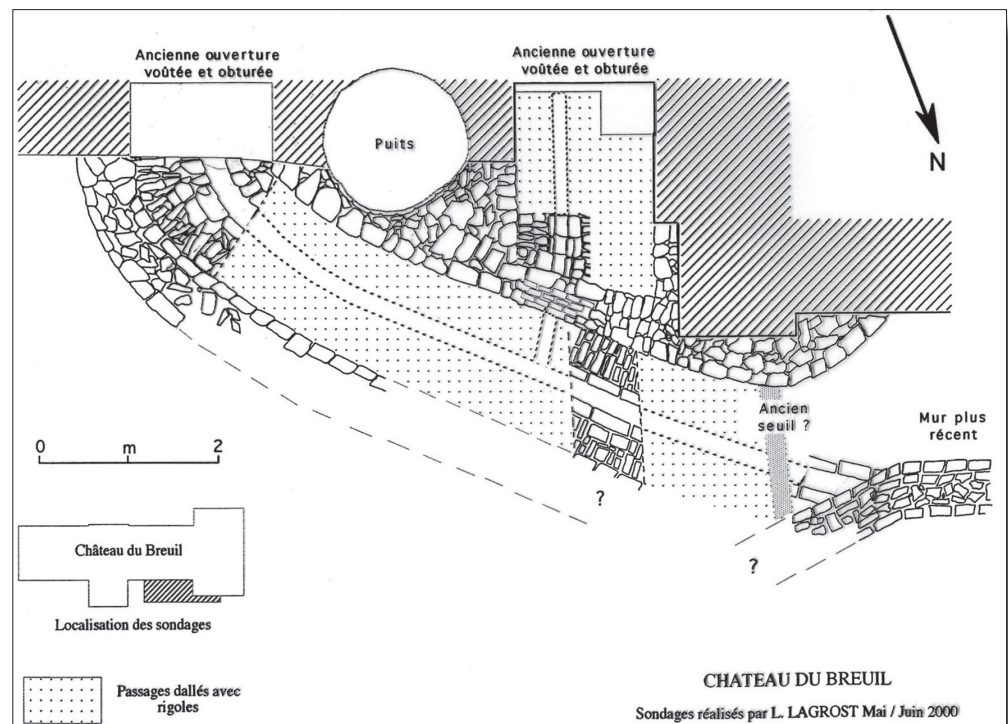 Ancienne ouverture
voûtée et obturée
Ancienne ouverture
voûtée et obturée
Puits
N
Ancien
seuil ?
Mur plus
récent
0 m 2
?
?
Château du Breuil
Localisation des sondages
Passages dallés avec
rigoles
CHATEAU DU BREUIL
Sondages réalisés par L. LAGROST Mai / Juin 2000